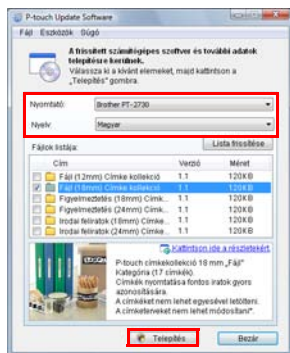 P-touch Update Software
Fájl Eszközök Súgó
A frissített számítógépes szoftver és további adatok
telepítésre kerülnek.
Válassza ki a kívánt elemeket, majd kattintson a
„Telepítés" gombra.
Nyomtató: Brother PT-2730
Nyelv: Magyar
Fájlok listája: Lista frissítése
Cím Verzió Méret
Fájl (12mm) Címke kollekció 1.1 120KB
Fájl (18mm) Címke kollekció 1.1 120KB
Figyelmeztetés (18mm) Címk... 1.1 120KB
Figyelmeztetés (24mm) Címk... 1.1 120KB
Irodai feliratok (18mm) Címke... 1.1 120KB
Irodai feliratok (24mm) Címke... 1.1 120KB
Kattintson ide a részletekért.
P-touch címkekollekció 18 mm „Fájl"
Kategória (17 címkék).
Címkék nyomtatása fontos iratok gyors
azonosítására.
A címkéket nem lehet egyesével letölteni.
A címketerveket nem lehet módosítani".
Telepítés Bezár